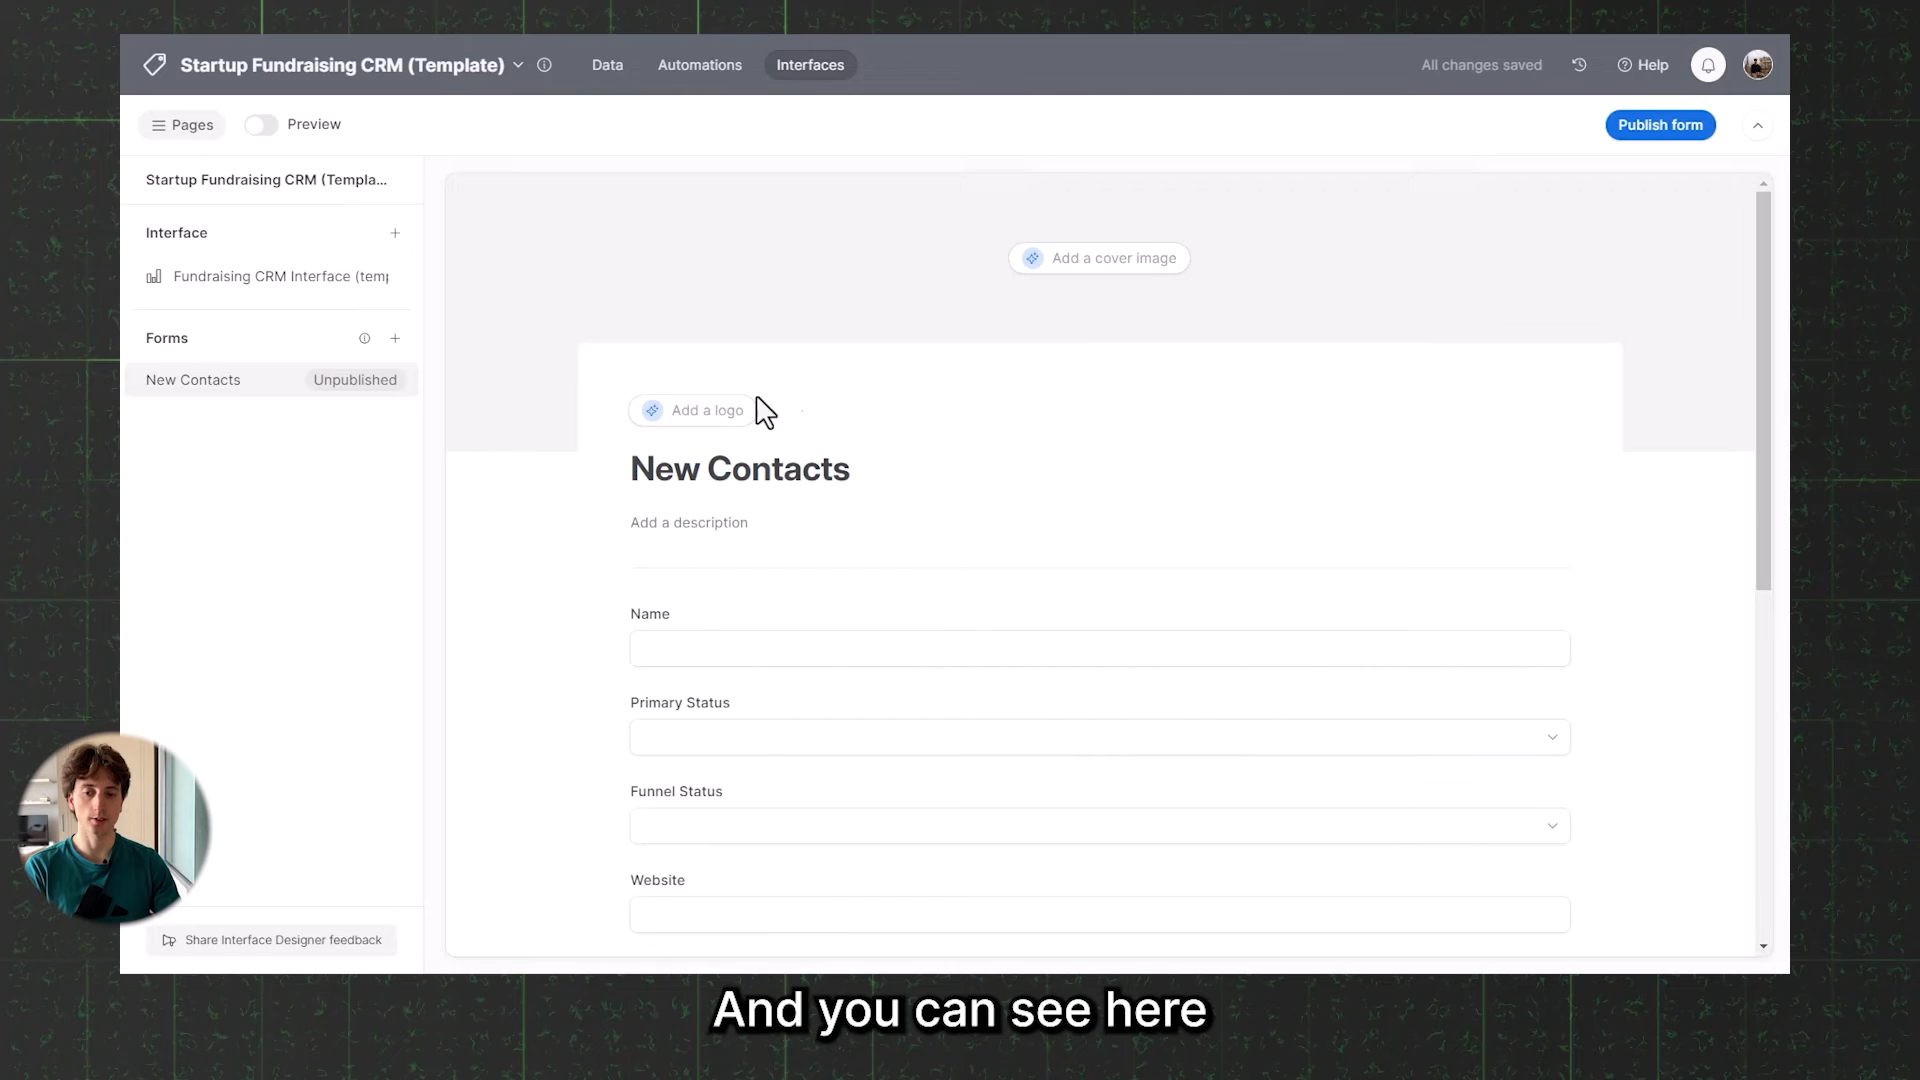 Startup Fundraising CRM (Template)
Data
Automations
Interfaces
All changes saved
Help
Pages
Preview
Publish form
Startup Fundraising CRM (Templa...
Interface
Fundraising CRM Interface (temp
Forms
New Contacts
Unpublished
Add a cover image
Add a logo
New Contacts
Add a description
Name
Primary Status
Funnel Status
Website
Share Interface Designer feedback
And you can see here